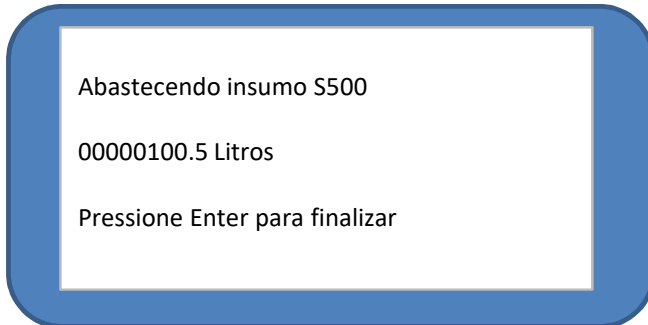 Abastecendo insumo S500
00000100.5 Litros
Pressione Enter para finalizar